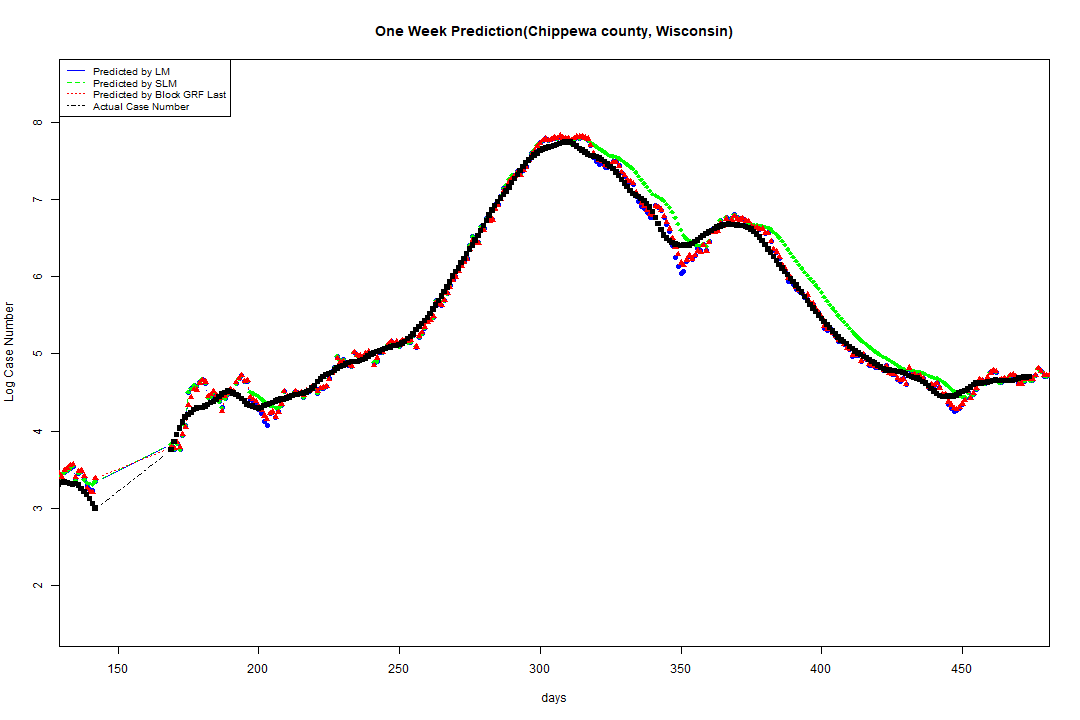 One Week Prediction(Chippewa county, Wisconsin)
Predicted by LM
Predicted by SLM
Predicted by Block GRF Last
Actual Case Number
Log Case Number
8
7
6
5
4
3
2
150 200 250 300 350 400 450
days